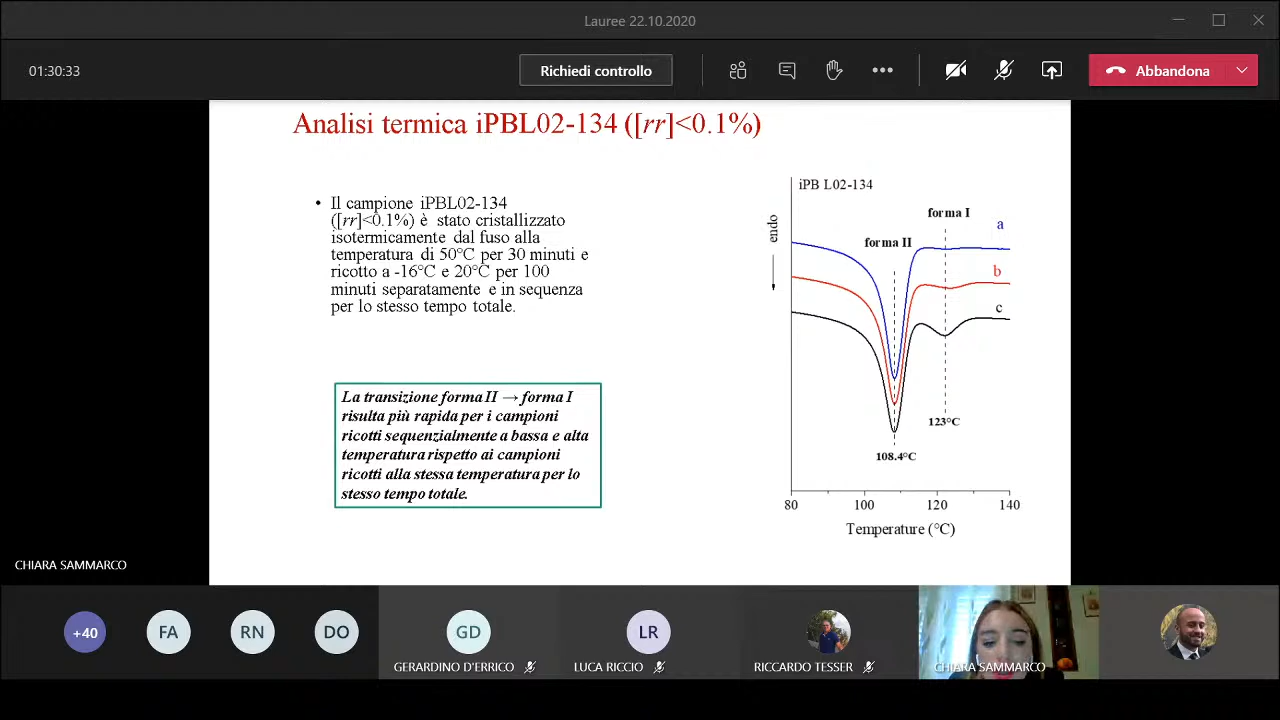 Lauree 22.10.2020
01:30:33
Richiedi controllo
Abbandona
Analisi termica iPBL02-134 ([rr]<0.1%)
• Il campione iPBL02-134
([rr]<0.1%) è stato cristallizzato
isotermicamente dal fuso alla
temperatura di 50°C per 30 minuti e
ricotto a -16°C e 20°C per 100
minuti separatamente e in sequenza
per lo stesso tempo totale.
La transizione forma II → forma I
risulta più rapida per i campioni
ricotti sequenzialmente a bassa e alta
temperatura rispetto ai campioni
ricotti alla stessa temperatura per lo
stesso tempo totale.
iPB L02-134
endo
forma I
forma II
a
b
c
123°C
108.4°C
80 100 120 140
Temperature (°C)
CHIARA SAMMARCO
+40
FA
RN
DO
GD
GERARDINO D'ERRICO
LR
LUCA RICCIO
RICCARDO TESSER
CHIARA SAMMARCO